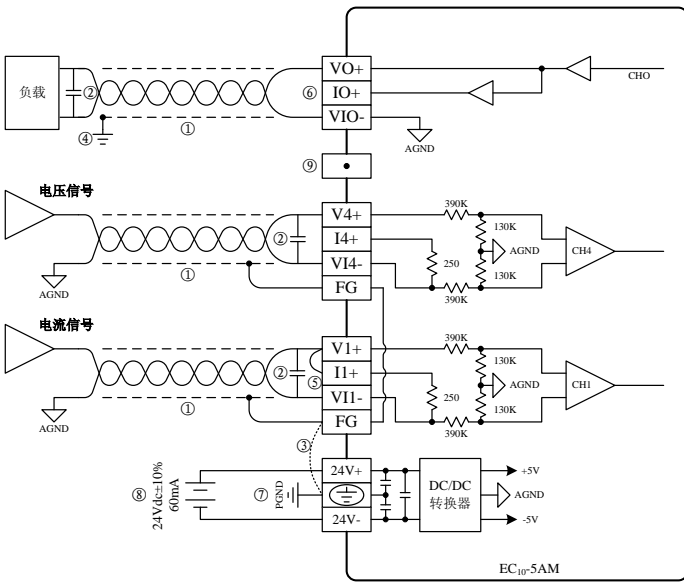 负载
②
④
①
⑥
VO+
IO+
VIO-
AGND
CHO
⑨
电压信号
AGND
①
②
V4+
I4+
VI4-
FG
390K
130K
AGND
250
130K
390K
CH4
电流信号
AGND
①
②
⑤
V1+
I1+
VI1-
FG
390K
130K
AGND
250
130K
390K
CH1
③
⑧
24Vdc±10%
60mA
⑦
PGND
24V+
24V-
DC/DC
转换器
+5V
AGND
-5V
EC₁₀-5AM